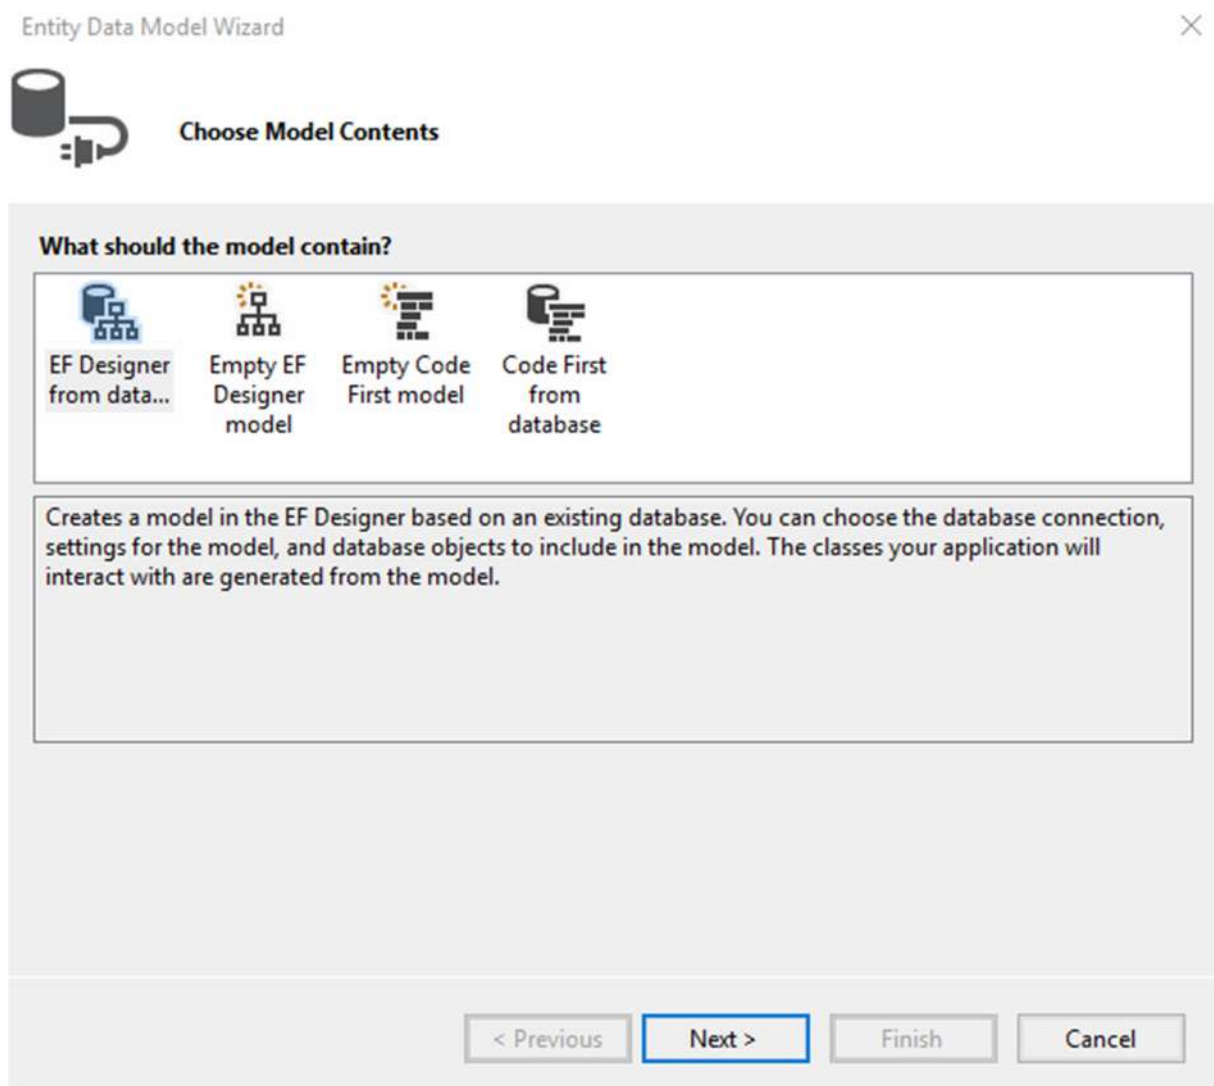 Entity Data Model Wizard
Choose Model Contents
What should the model contain?
EF Designer
from data...
Empty EF
Designer
model
Empty Code
First model
Code First
from
database
Creates a model in the EF Designer based on an existing database. You can choose the database connection,
settings for the model, and database objects to include in the model. The classes your application will
interact with are generated from the model.
< Previous
Next >
Finish
Cancel